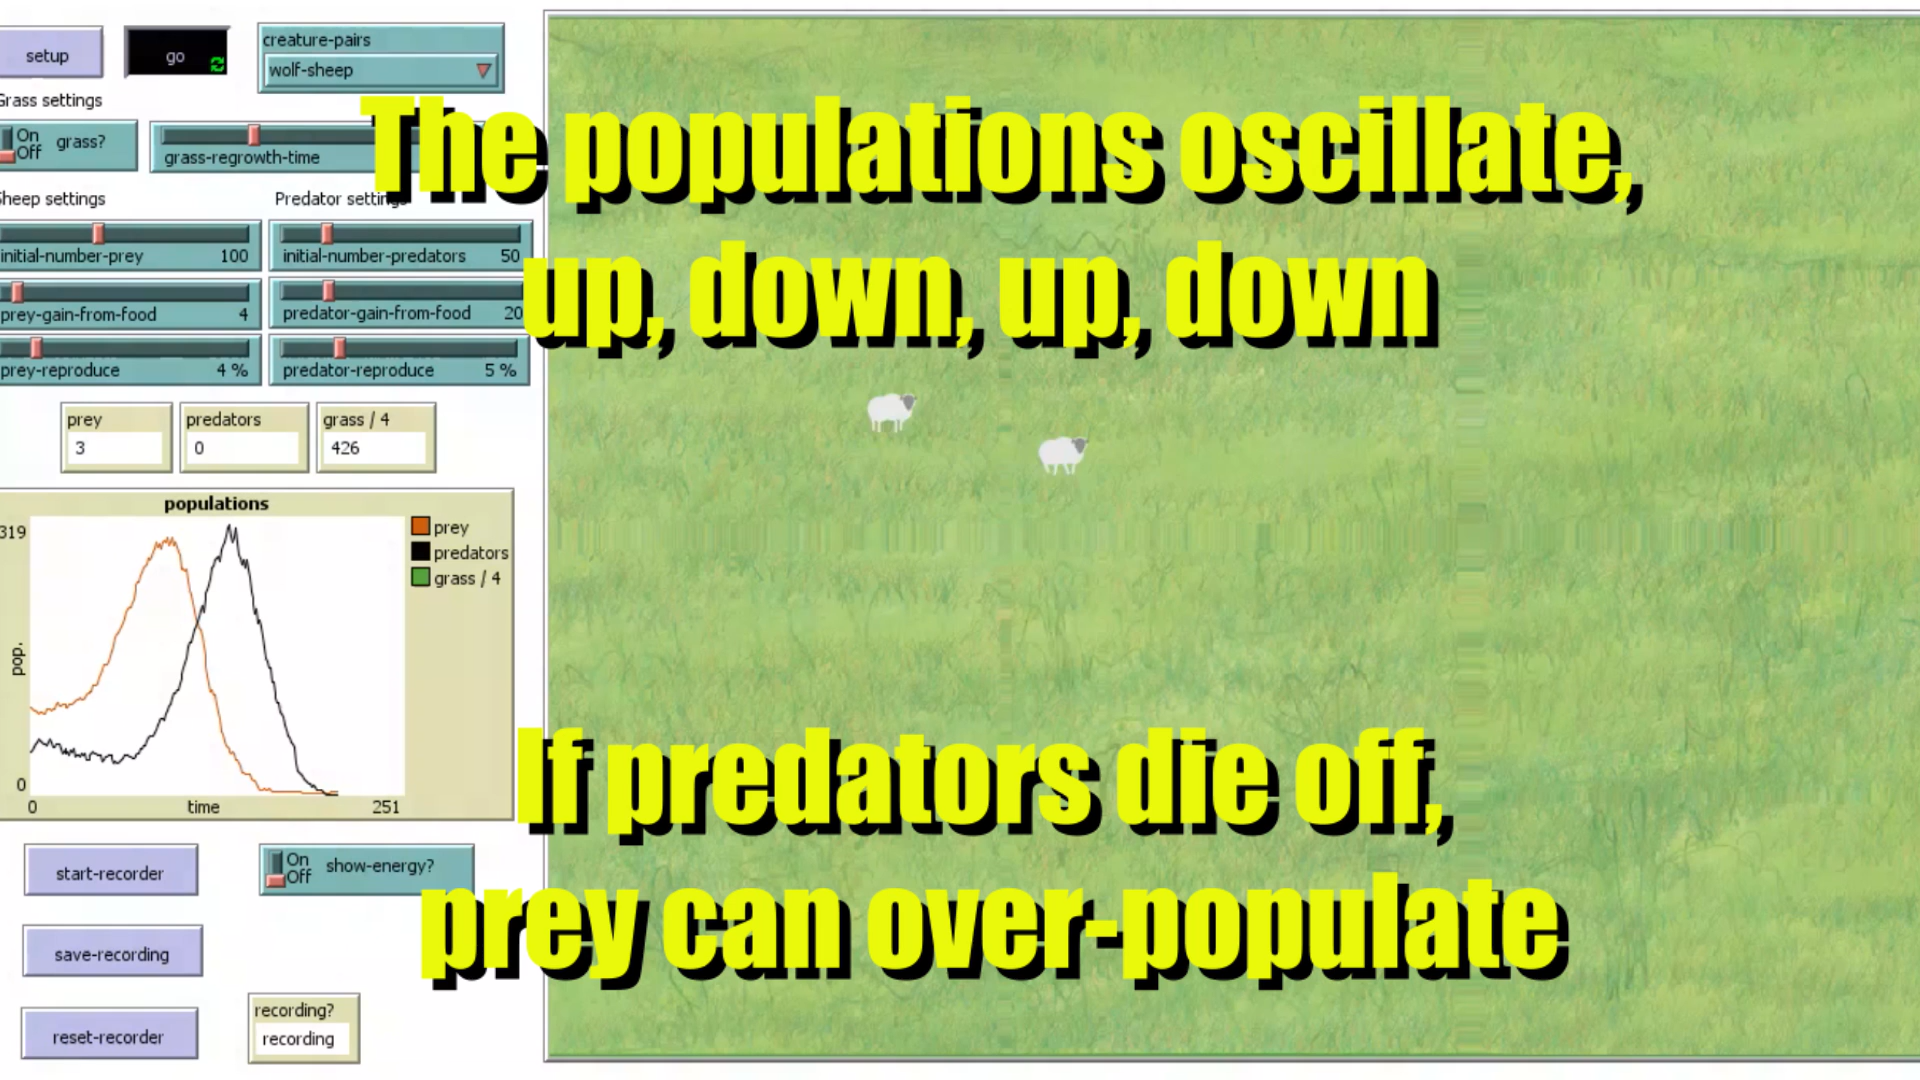 setup
go
creature-pairs
wolf-sheep
Grass settings
On
Off
grass?
grass-regrowth-time
The populations oscillate,
up, down, up, down
Sheep settings
Predator settings
initial-number-prey 100
initial-number-predators 50
prey-gain-from-food 4
predator-gain-from-food 20
prey-reproduce 4 %
predator-reproduce 5 %
prey
3
predators
0
grass / 4
426
populations
319
pop.
0
0
time
251
prey
predators
grass / 4
If predators die off,
prey can over-populate
start-recorder
On
Off
show-energy?
save-recording
reset-recorder
recording?
recording